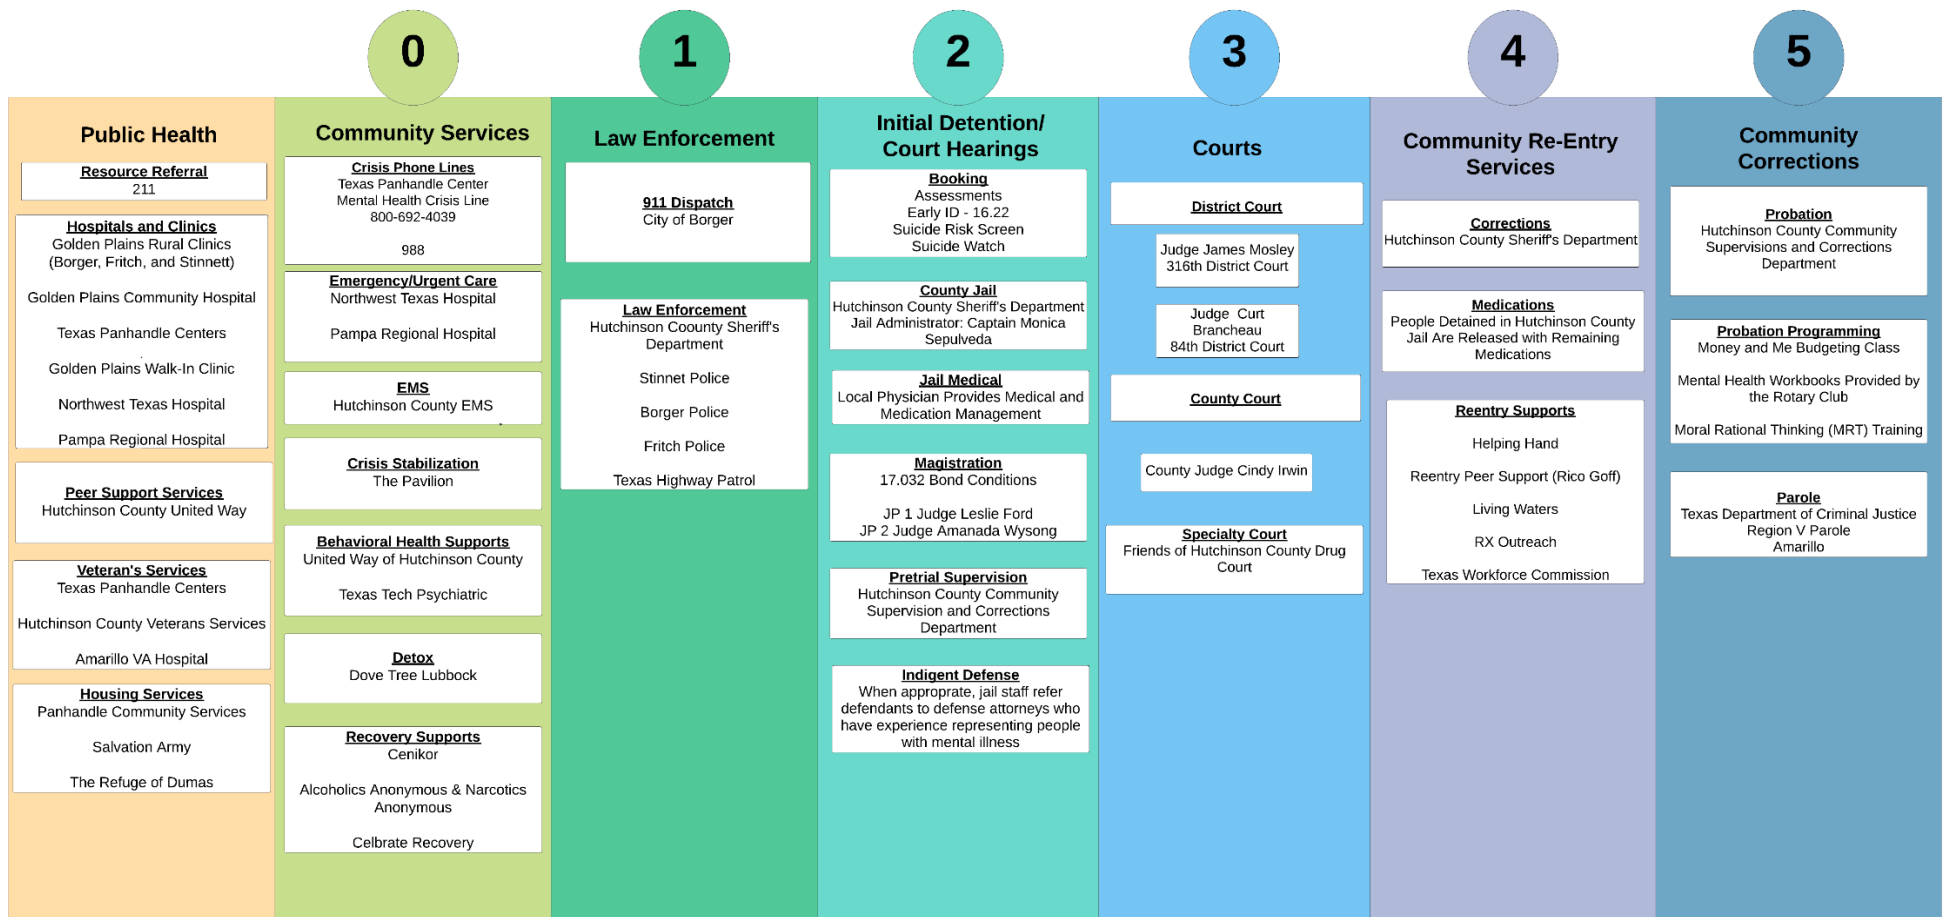 0
1
2
3
4
5
Public Health
Resource Referral
211
Hospitals and Clinics
Golden Plains Rural Clinics
(Borger, Fritch, and Stinnett)
Golden Plains Community Hospital
Texas Panhandle Centers
Golden Plains Walk-In Clinic
Northwest Texas Hospital
Pampa Regional Hospital
Peer Support Services
Hutchinson County United Way
Veteran's Services
Texas Panhandle Centers
Hutchinson County Veterans Services
Amarillo VA Hospital
Housing Services
Panhandle Community Services
Salvation Army
The Refuge of Dumas
Community Services
Crisis Phone Lines
Texas Panhandle Center
Mental Health Crisis Line
800-692-4039
988
Emergency/Urgent Care
Northwest Texas Hospital
Pampa Regional Hospital
EMS
Hutchinson County EMS
Crisis Stabilization
The Pavilion
Behavioral Health Supports
United Way of Hutchinson County
Texas Tech Psychiatric
Detox
Dove Tree Lubbock
Recovery Supports
Cenikor
Alcoholics Anonymous & Narcotics
Anonymous
Celbrate Recovery
Law Enforcement
911 Dispatch
City of Borger
Law Enforcement
Hutchinson Coounty Sheriff's
Department
Stinnet Police
Borger Police
Fritch Police
Texas Highway Patrol
Initial Detention/
Court Hearings
Booking
Assessments
Early ID - 16.22
Suicide Risk Screen
Suicide Watch
County Jail
Hutchinson County Sheriff's Department
Jail Administrator: Captain Monica
Sepulveda
Jail Medical
Local Physician Provides Medical and
Medication Management
Magistration
17.032 Bond Conditions
JP 1 Judge Leslie Ford
JP 2 Judge Amanada Wysong
Pretrial Supervision
Hutchinson County Community
Supervision and Corrections
Department
Indigent Defense
When approprate, jail staff refer
defendants to defense attorneys who
have experience representing people
with mental illness
Courts
District Court
Judge James Mosley
316th District Court
Judge Curt
Brancheau
84th District Court
County Court
County Judge Cindy Irwin
Specialty Court
Friends of Hutchinson County Drug
Court
Community Re-Entry
Services
Corrections
Hutchinson County Sheriff's Department
Medications
People Detained in Hutchinson County
Jail Are Released with Remaining
Medications
Reentry Supports
Helping Hand
Reentry Peer Support (Rico Goff)
Living Waters
RX Outreach
Texas Workforce Commission
Community
Corrections
Probation
Hutchinson County Community
Supervisions and Corrections
Department
Probation Programming
Money and Me Budgeting Class
Mental Health Workbooks Provided by
the Rotary Club
Moral Rational Thinking (MRT) Training
Parole
Texas Department of Criminal Justice
Region V Parole
Amarillo